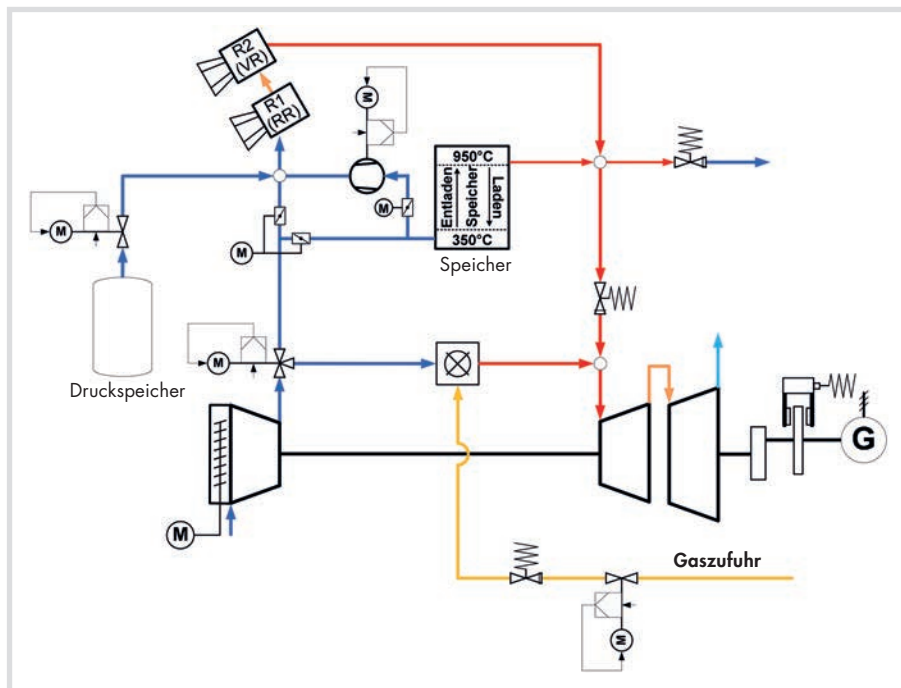 R2
(VR)
R1
(RR)
M
950°C
Entladen
Speicher
Laden
350°C
Speicher
M
M
M
Druckspeicher
M
M
G
Gaszufuhr
M